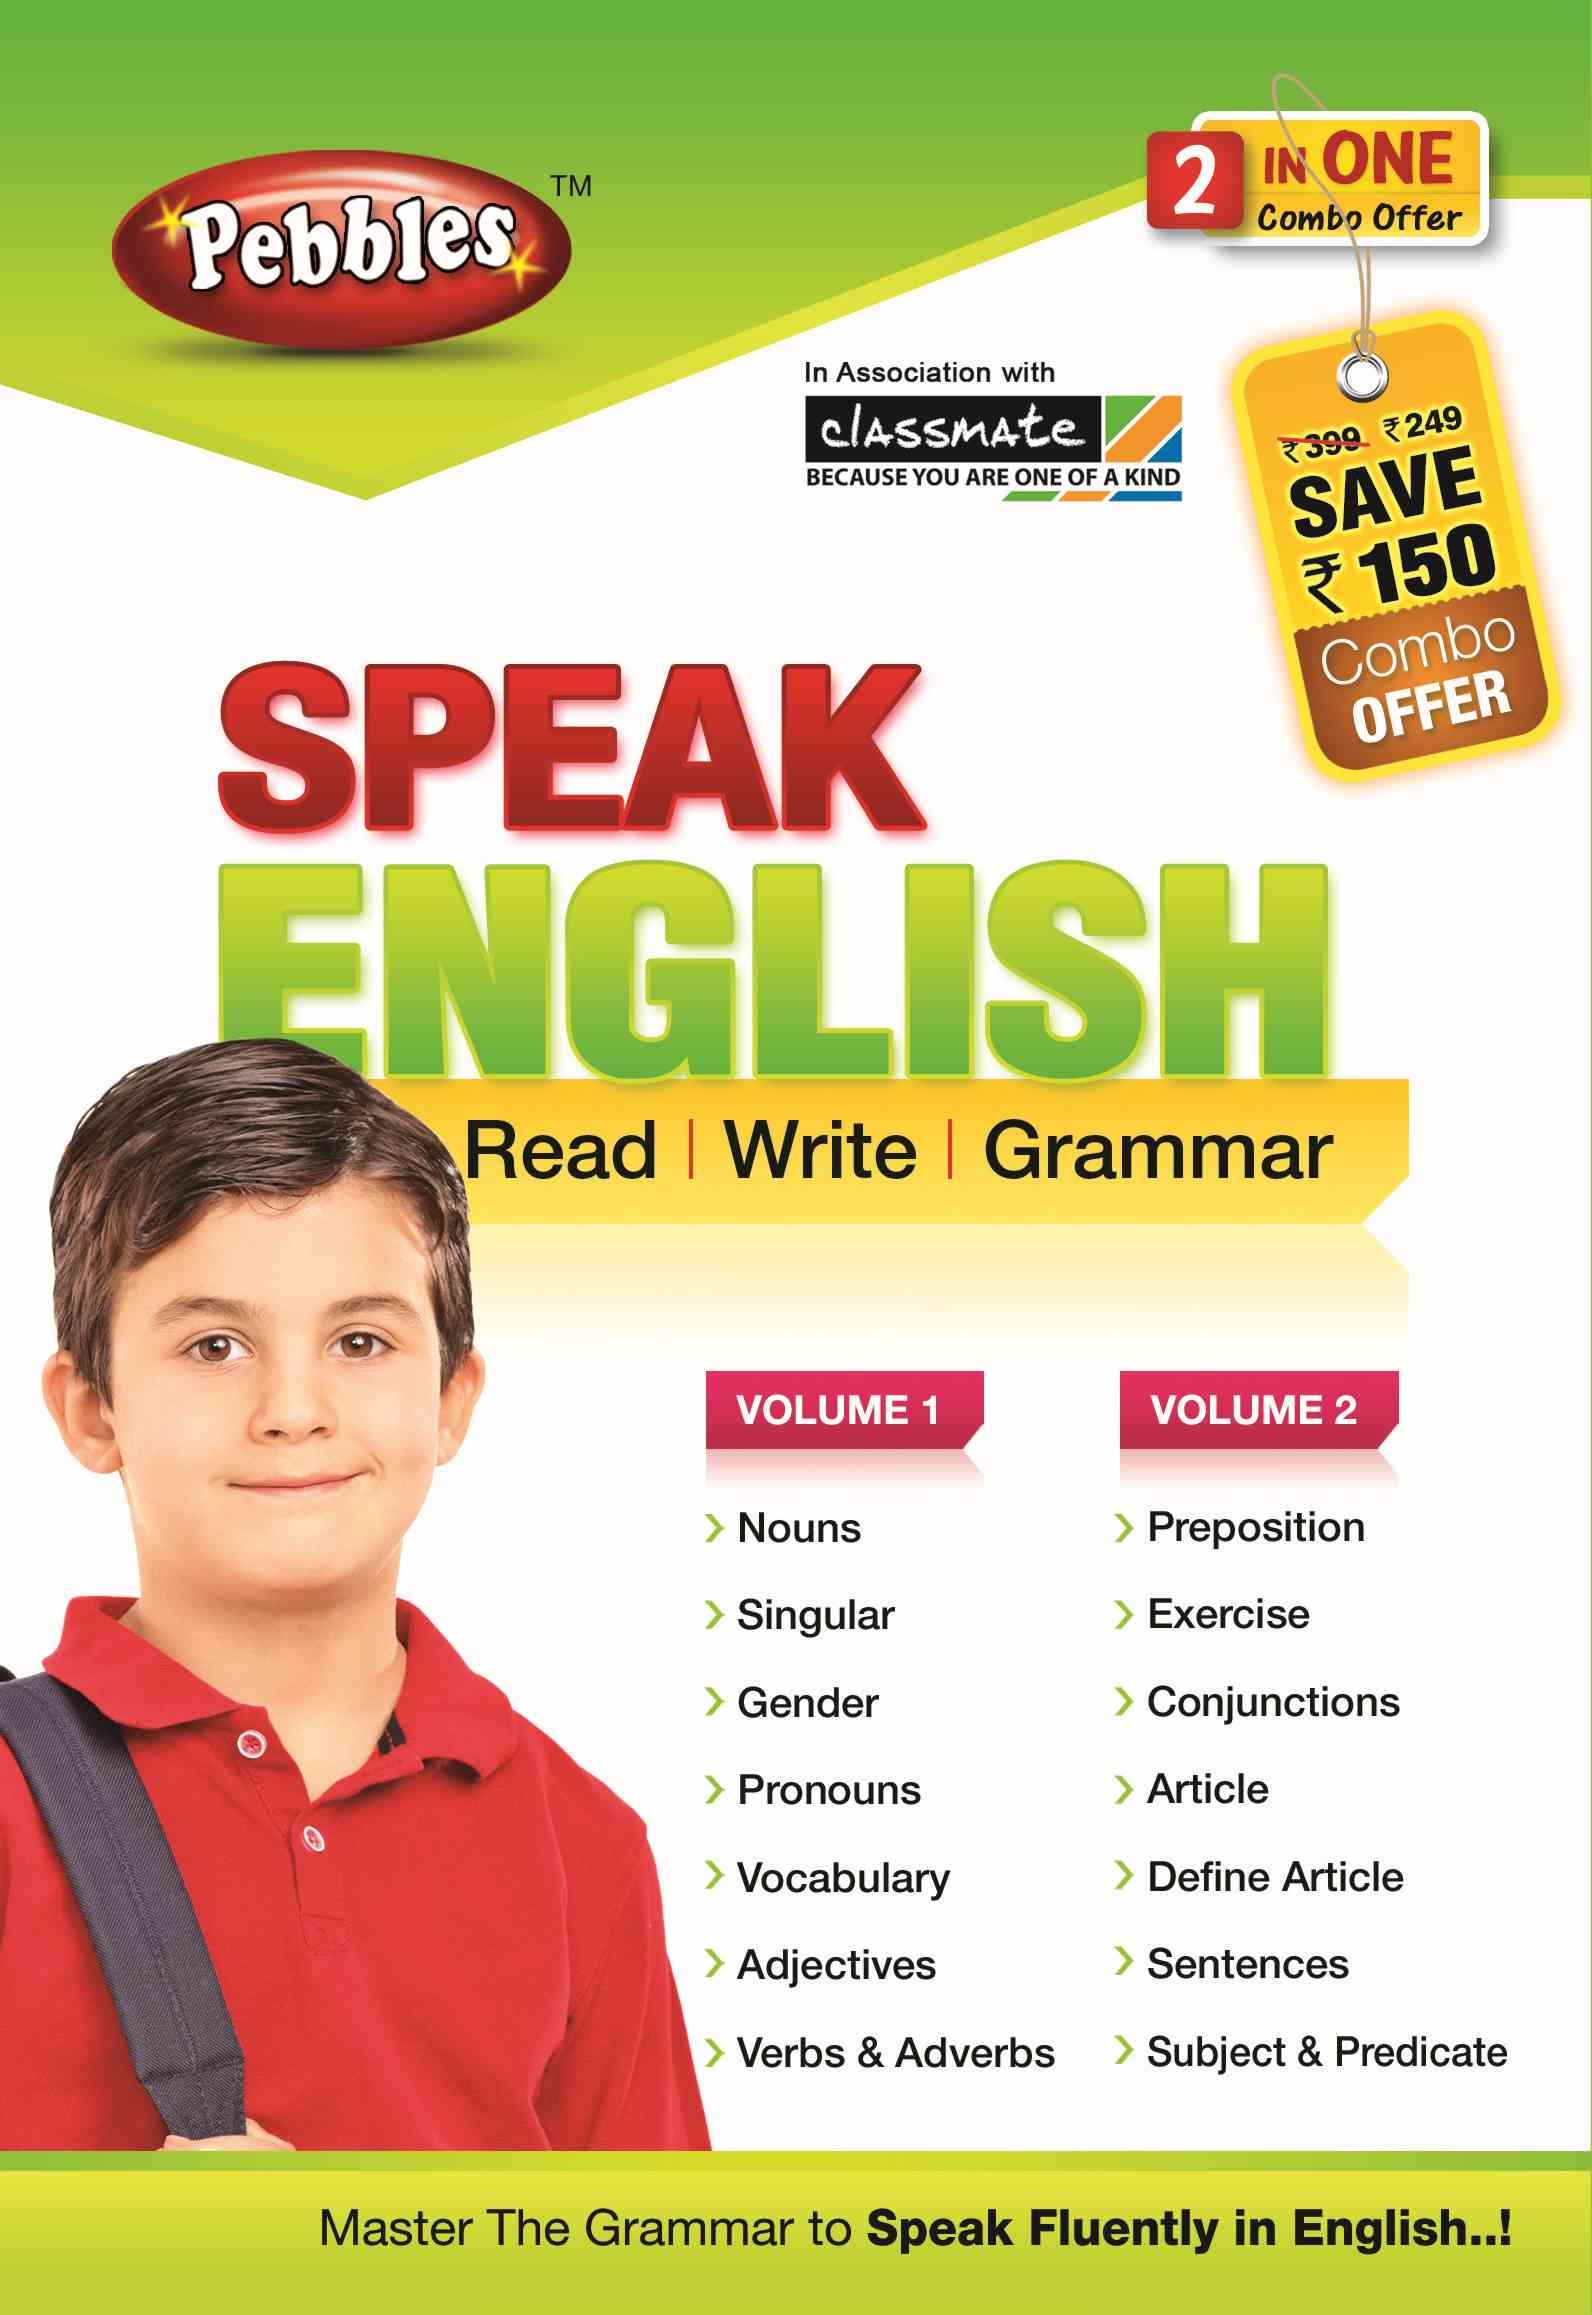 Pebbles TM
2 IN ONE
Combo Offer
In Association with
classmate
BECAUSE YOU ARE ONE OF A KIND
₹399 ₹249
SAVE
₹150
Combo
OFFER
SPEAK
ENGLISH
Read | Write | Grammar
VOLUME 1
Nouns
Singular
Gender
Pronouns
Vocabulary
Adjectives
Verbs & Adverbs
VOLUME 2
Preposition
Exercise
Conjunctions
Article
Define Article
Sentences
Subject & Predicate
Master The Grammar to Speak Fluently in English..!